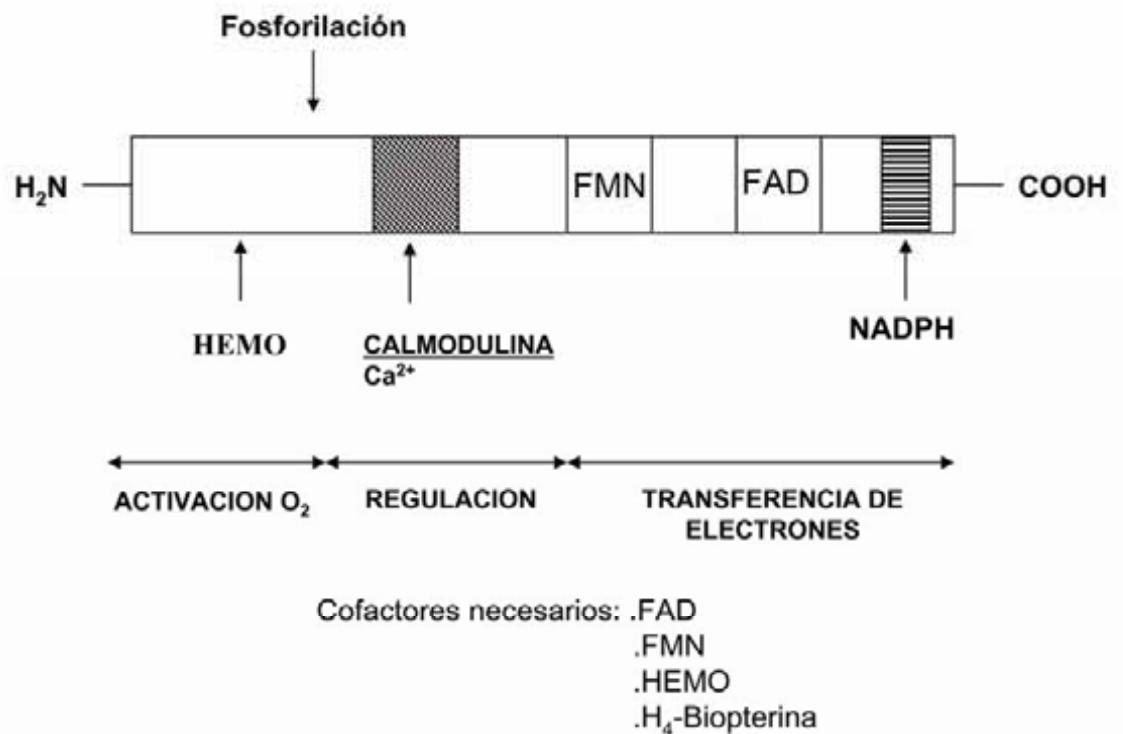 Fosforilación
H₂N
FMN
FAD
COOH
HEMO
CALMODULINA
Ca²⁺
NADPH
ACTIVACION O₂
REGULACION
TRANSFERENCIA DE
ELECTRONES
Cofactores necesarios: .FAD
.FMN
.HEMO
.H₄-Biopterina